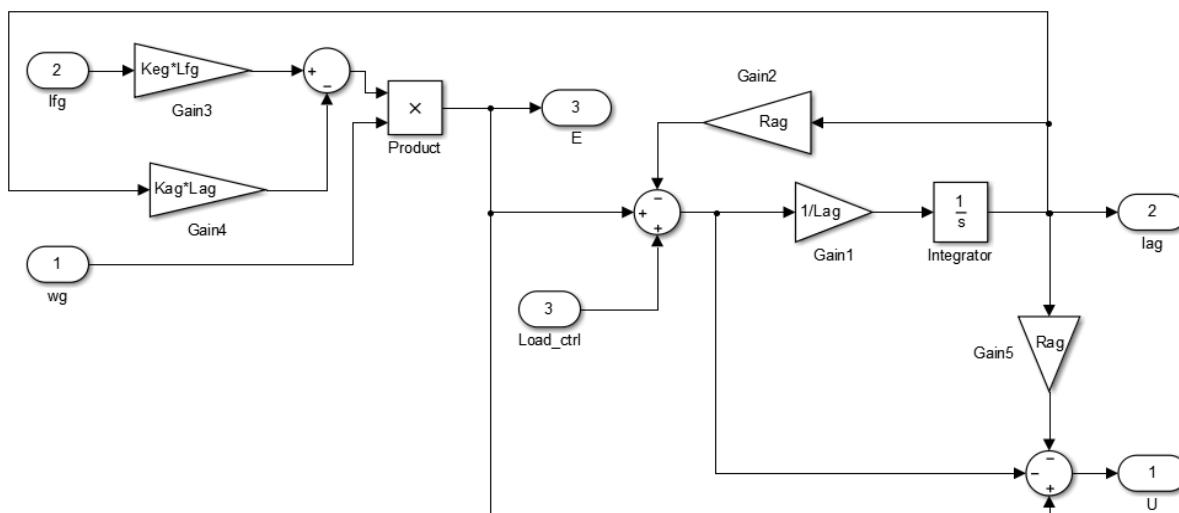 2
Ifg
Keg*Lfg
Gain3
+
−
×
Product
3
E
Gain2
Rag
Kag*Lag
Gain4
1
wg
−
+
+
1/Lag
Gain1
1
s
Integrator
2
Iag
3
Load_ctrl
Gain5
Rag
−
−
+
1
U